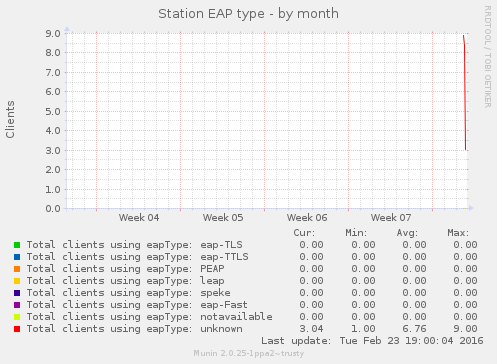 Station EAP type - by month
RRDTOOL / TOBI OETIKER
Clients
9.0
8.0
7.0
6.0
5.0
4.0
3.0
2.0
1.0
0.0
Week 04 Week 05 Week 06 Week 07
Cur: Min: Avg: Max:
Total clients using eapType: eap-TLS 0.00 0.00 0.00 0.00
Total clients using eapType: eap-TTLS 0.00 0.00 0.00 0.00
Total clients using eapType: PEAP 0.00 0.00 0.00 0.00
Total clients using eapType: leap 0.00 0.00 0.00 0.00
Total clients using eapType: speke 0.00 0.00 0.00 0.00
Total clients using eapType: eap-Fast 0.00 0.00 0.00 0.00
Total clients using eapType: notavailable 0.00 0.00 0.00 0.00
Total clients using eapType: unknown 3.04 1.00 6.76 9.00
Last update: Tue Feb 23 19:00:04 2016
Munin 2.0.25-1ppa2~trusty